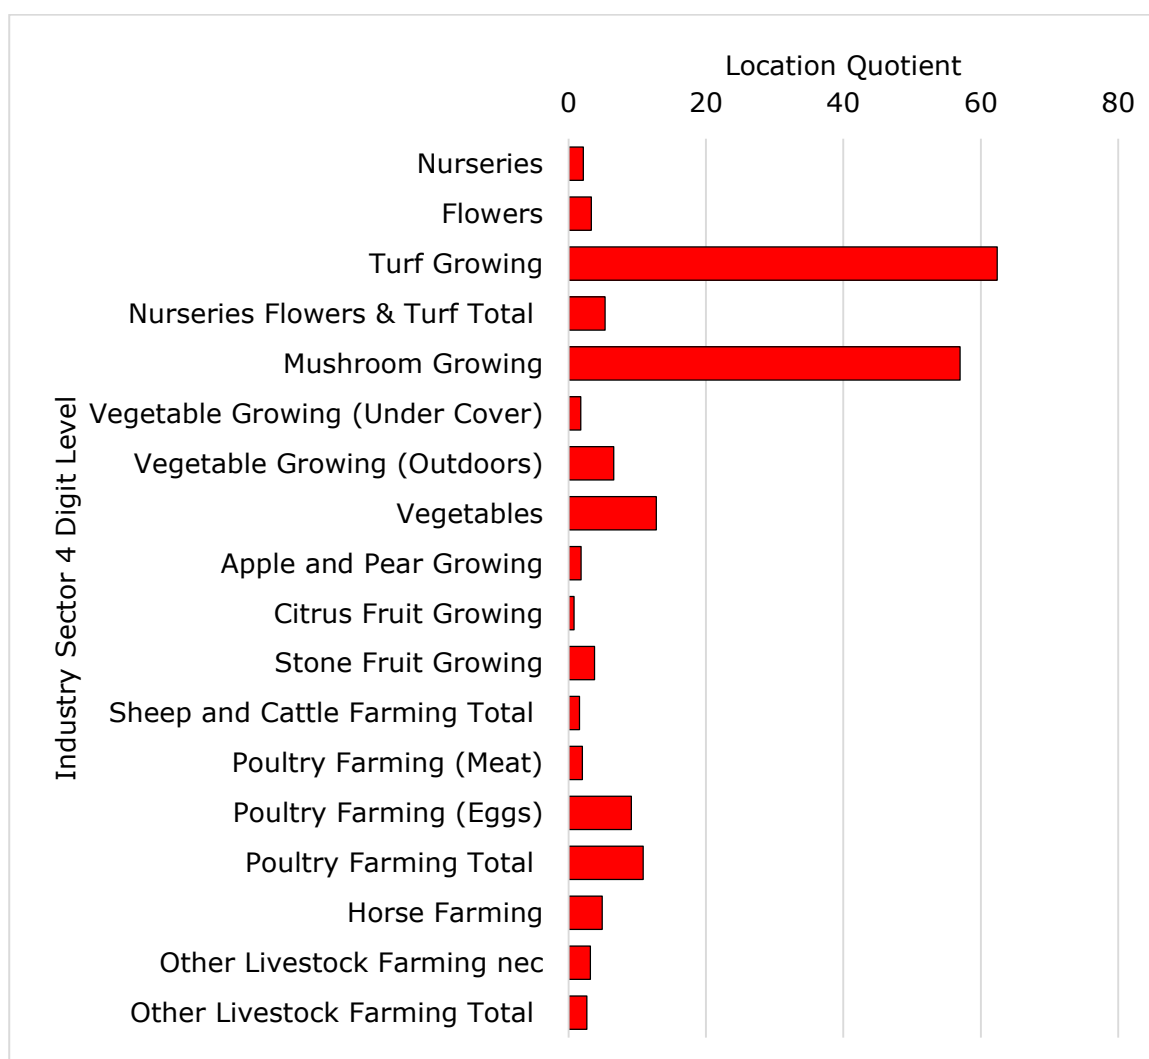 Location Quotient
0 20 40 60 80
Nurseries
Flowers
Turf Growing
Nurseries Flowers & Turf Total
Mushroom Growing
Vegetable Growing (Under Cover)
Vegetable Growing (Outdoors)
Vegetables
Apple and Pear Growing
Citrus Fruit Growing
Stone Fruit Growing
Sheep and Cattle Farming Total
Poultry Farming (Meat)
Poultry Farming (Eggs)
Poultry Farming Total
Horse Farming
Other Livestock Farming nec
Other Livestock Farming Total
Industry Sector 4 Digit Level